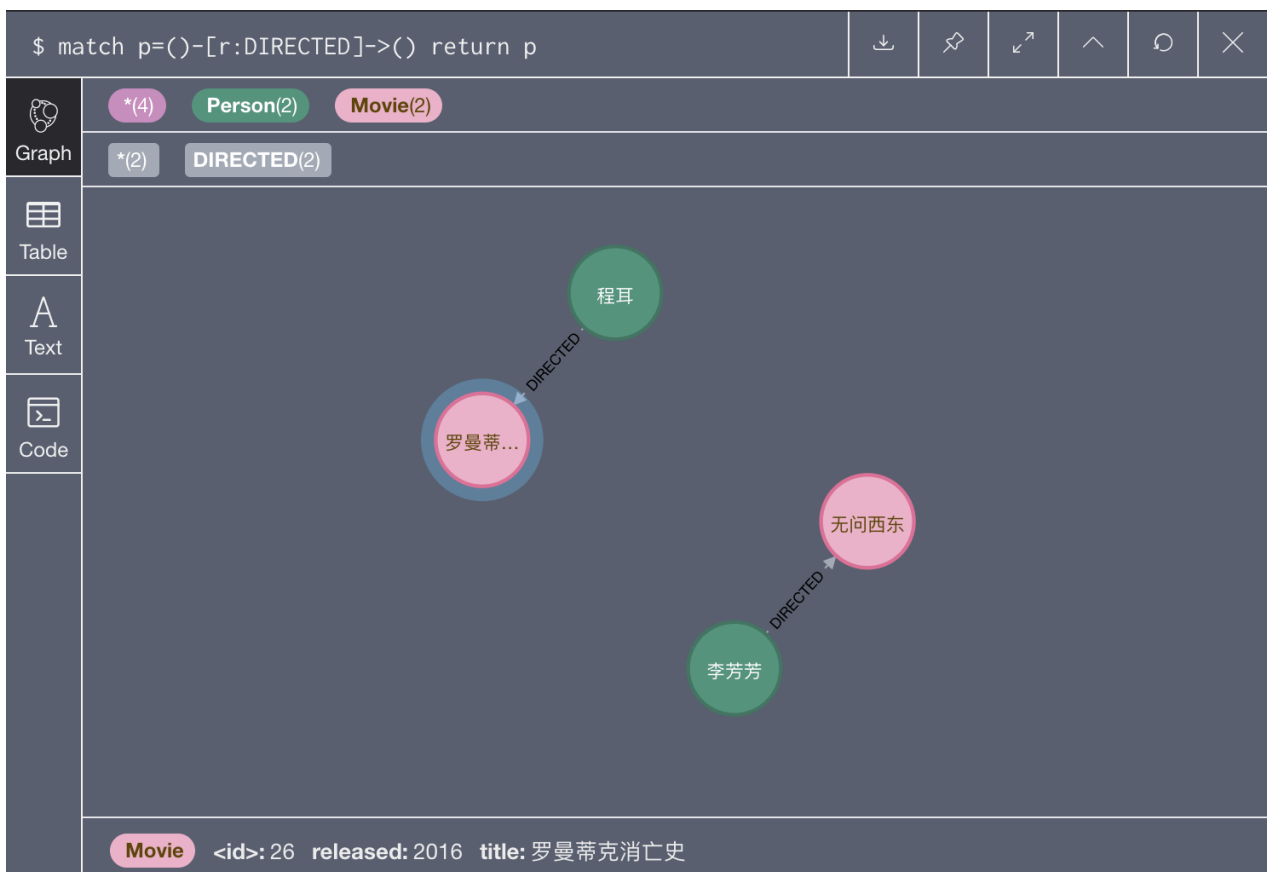 $ match p=()-[r:DIRECTED]->() return p
*(4) Person(2) Movie(2)
Graph
*(2) DIRECTED(2)
Table
程耳
Text
DIRECTED
罗曼蒂...
Code
无问西东
DIRECTED
李芳芳
Movie <id>: 26 released: 2016 title: 罗曼蒂克消亡史